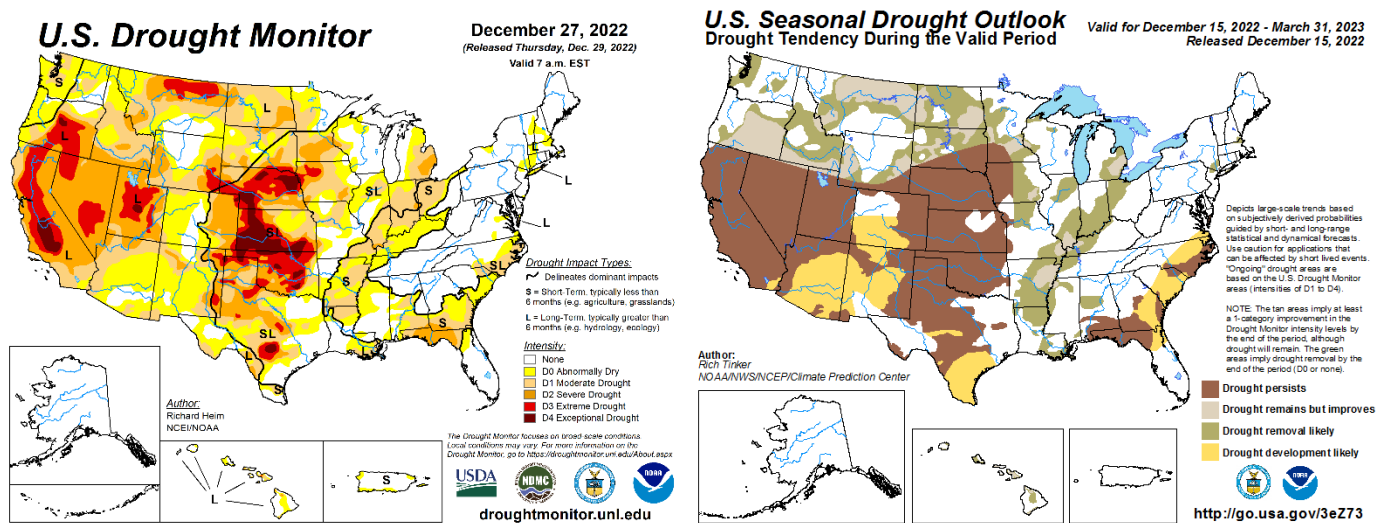 U.S. Drought Monitor
December 27, 2022
(Released Thursday, Dec. 29, 2022)
Valid 7 a.m. EST
S
L
L
L
L
SL
S
L
L
L
SL
L
S
S
S
SL
SL
L
L
S
Drought Impact Types:
Delineates dominant impacts
S = Short-Term, typically less than
6 months (e.g. agriculture, grasslands)
L = Long-Term, typically greater than
6 months (e.g. hydrology, ecology)
Intensity:
None
D0 Abnormally Dry
D1 Moderate Drought
D2 Severe Drought
D3 Extreme Drought
D4 Exceptional Drought
Author:
Richard Heim
NCEI/NOAA
L
S
The Drought Monitor focuses on broad-scale conditions.
Local conditions may vary. For more information on the
Drought Monitor, go to https://droughtmonitor.unl.edu/About.aspx
USDA
NDMC
NOAA
droughtmonitor.unl.edu
U.S. Seasonal Drought Outlook
Drought Tendency During the Valid Period
Valid for December 15, 2022 - March 31, 2023
Released December 15, 2022
Depicts large-scale trends based
on subjectively derived probabilities
guided by short- and long-range
statistical and dynamical forecasts.
Use caution for applications that
can be affected by short lived events.
"Ongoing" drought areas are
based on the U.S. Drought Monitor
areas (intensities of D1 to D4).
NOTE: The tan areas imply at least
a 1-category improvement in the
Drought Monitor intensity levels by
the end of the period, although
drought will remain. The green
areas imply drought removal by the
end of the period (D0 or none).
Author:
Rich Tinker
NOAA/NWS/NCEP/Climate Prediction Center
Drought persists
Drought remains but improves
Drought removal likely
Drought development likely
NOAA
http://go.usa.gov/3eZ73